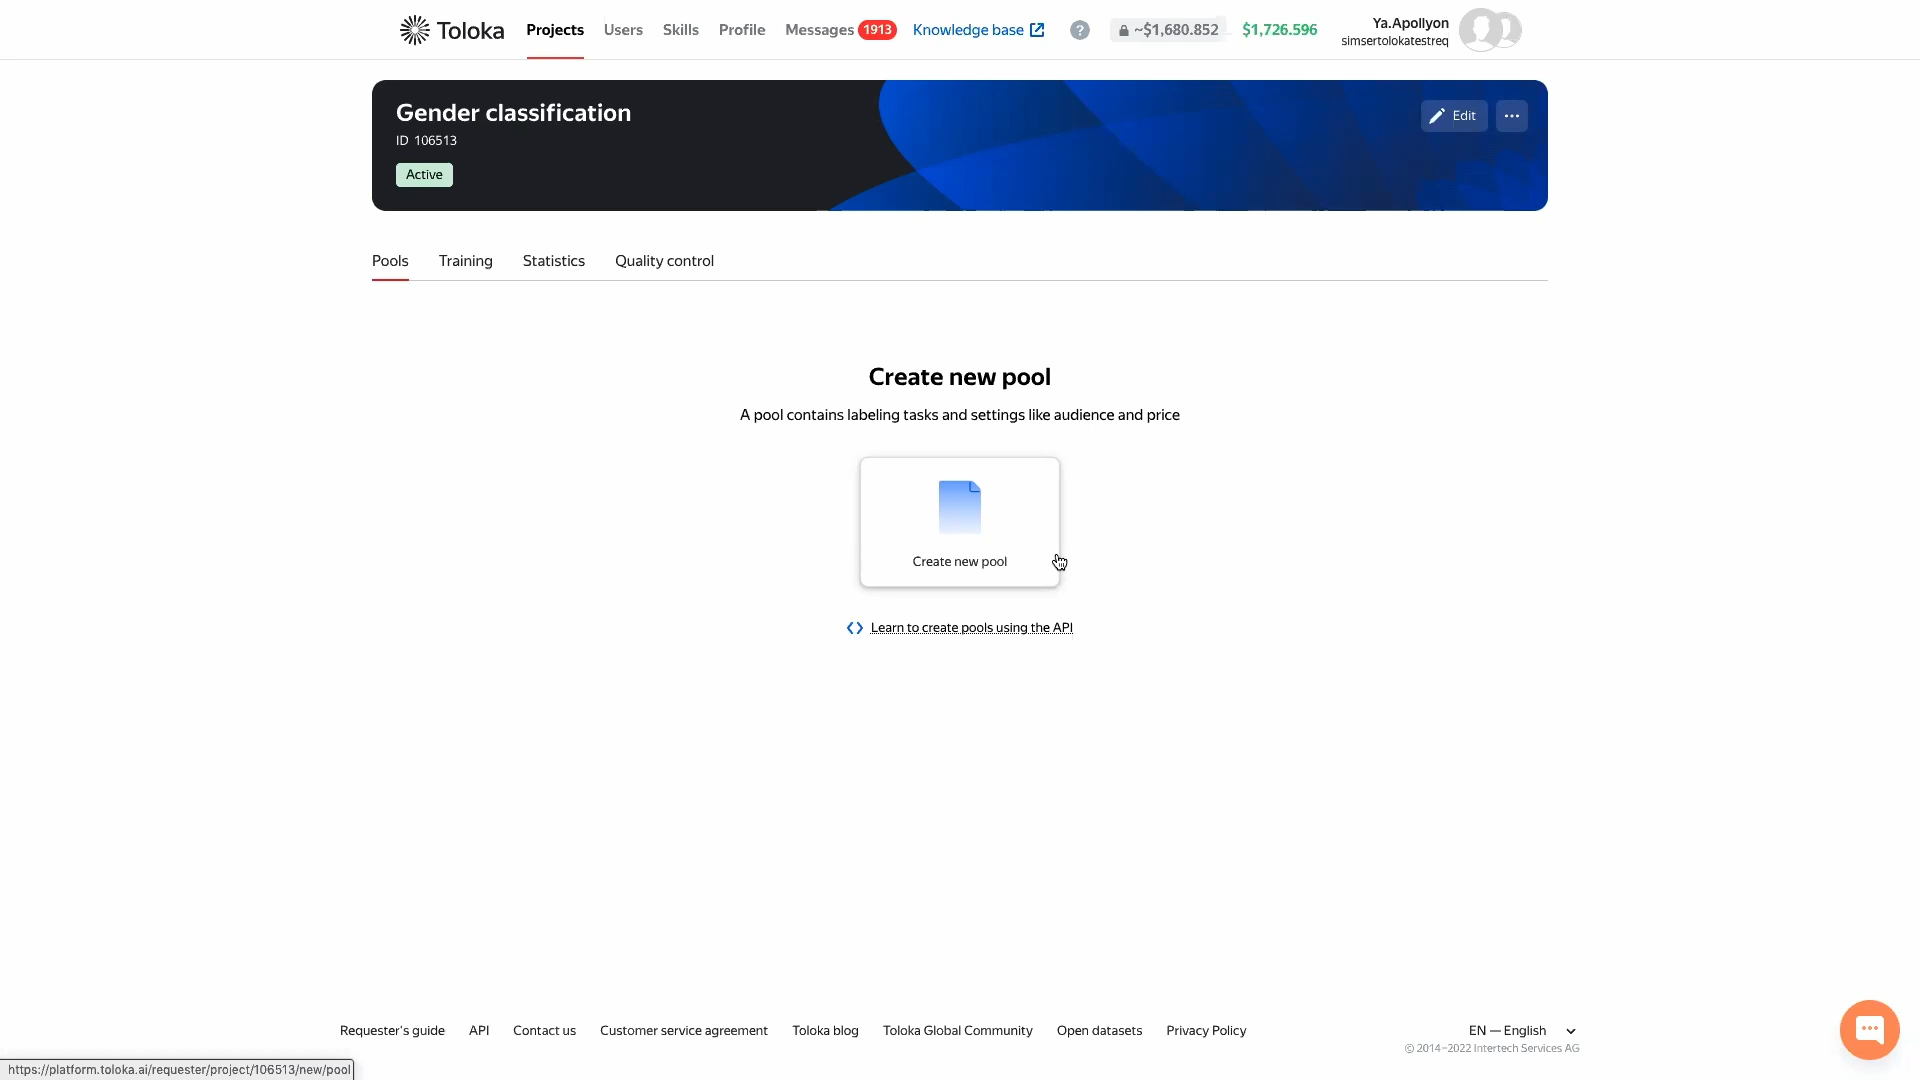 Toloka Projects Users Skills Profile Messages 1913 Knowledge base ? ~$1,680.852 $1,726.596 Ya.Apollyon
simsertolokatestreq
Gender classification
ID 106513
Active
Edit
Pools Training Statistics Quality control
Create new pool
A pool contains labeling tasks and settings like audience and price
Create new pool
Learn to create pools using the API
Requester's guide API Contact us Customer service agreement Toloka blog Toloka Global Community Open datasets Privacy Policy EN — English
© 2014–2022 Intertech Services AG
https://platform.toloka.ai/requester/project/106513/new/pool